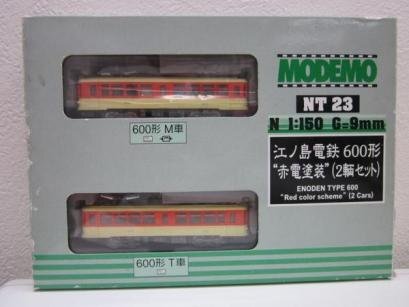 MODEMO
NT 23
N 1:150 G=9mm
江ノ島電鉄 600形
"赤電塗装" (2輌セット)
ENODEN TYPE 600
"Red color scheme" (2 Cars)
600形 M車
600形 T車